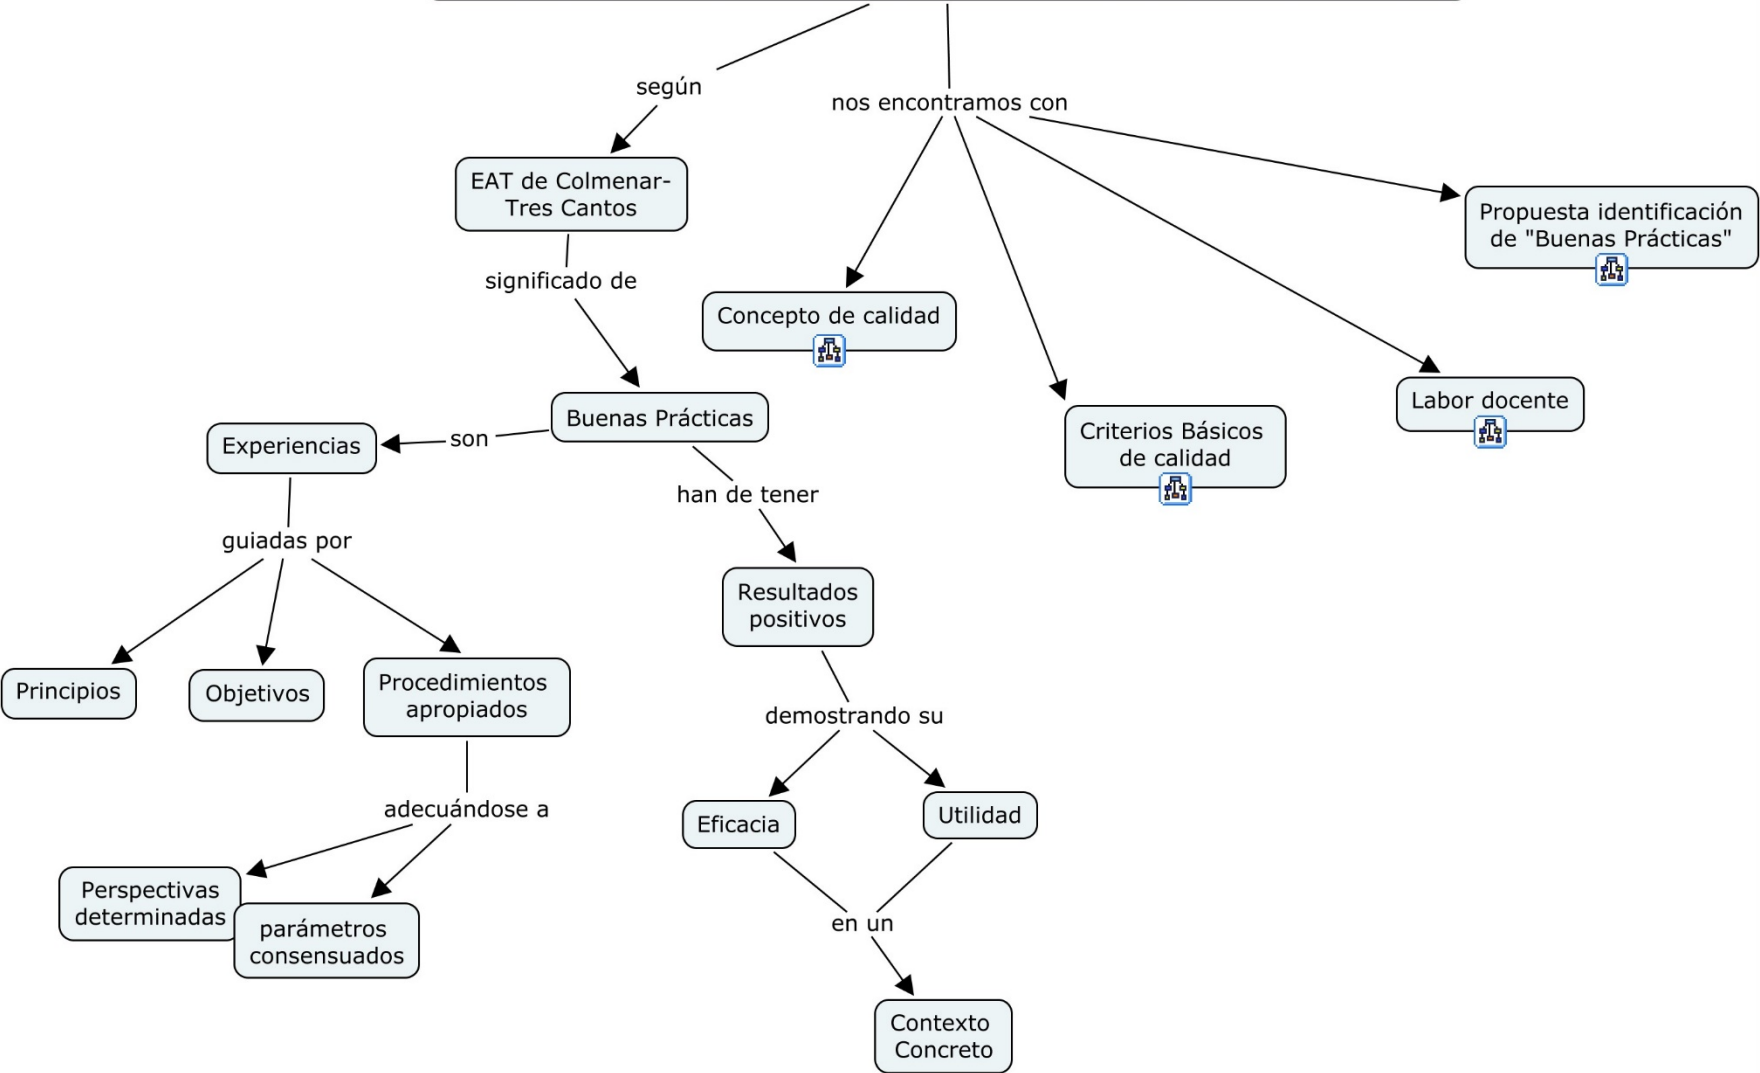 según
nos encontramos con
EAT de Colmenar-
Tres Cantos
Propuesta identificación
de "Buenas Prácticas"
significado de
Concepto de calidad
Labor docente
Buenas Prácticas
son
Experiencias
Criterios Básicos
de calidad
han de tener
guiadas por
Resultados
positivos
Principios
Objetivos
Procedimientos
apropiados
demostrando su
adecuándose a
Eficacia
Utilidad
Perspectivas
determinadas
parámetros
consensuados
en un
Contexto
Concreto